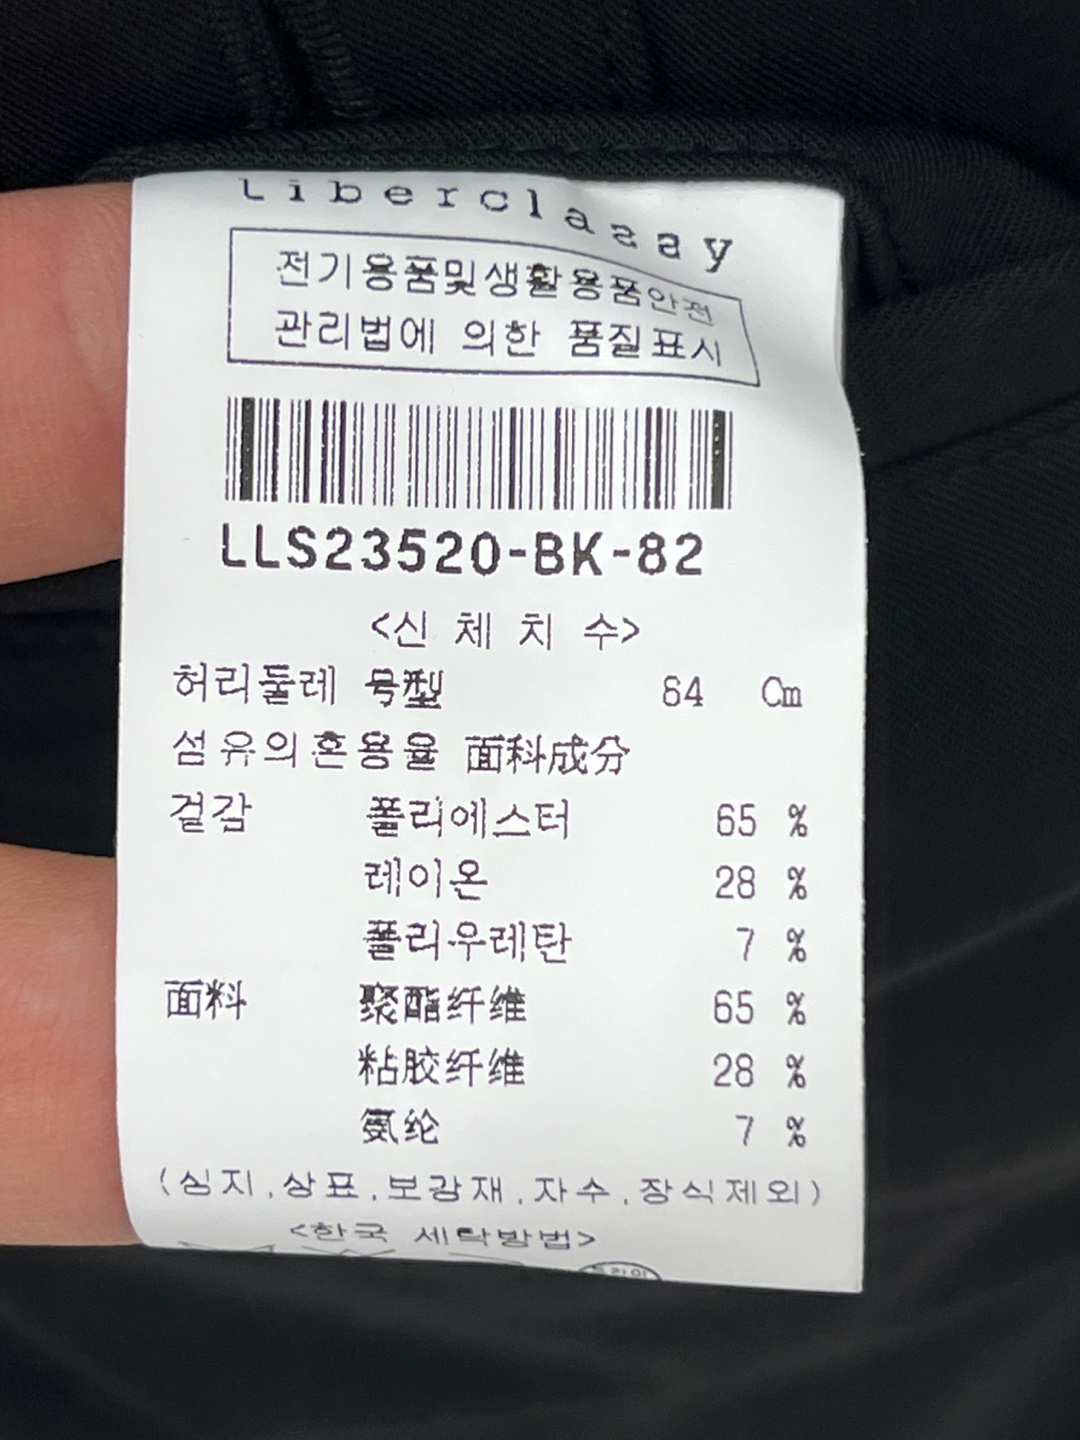 Liberclassy
전기용품및생활용품안전
관리법에 의한 품질표시
LLS23520-BK-82
<신 체 치 수>
허리둘레 号型 64 Cm
섬유의혼용율 面料成分
겉감 폴리에스터 65 %
레이온 28 %
폴리우레탄 7 %
面料 聚酯纤维 65 %
粘胶纤维 28 %
氨纶 7 %
(심지,상표,보강재,자수,장식제외)
<한국 세탁방법>
드라이